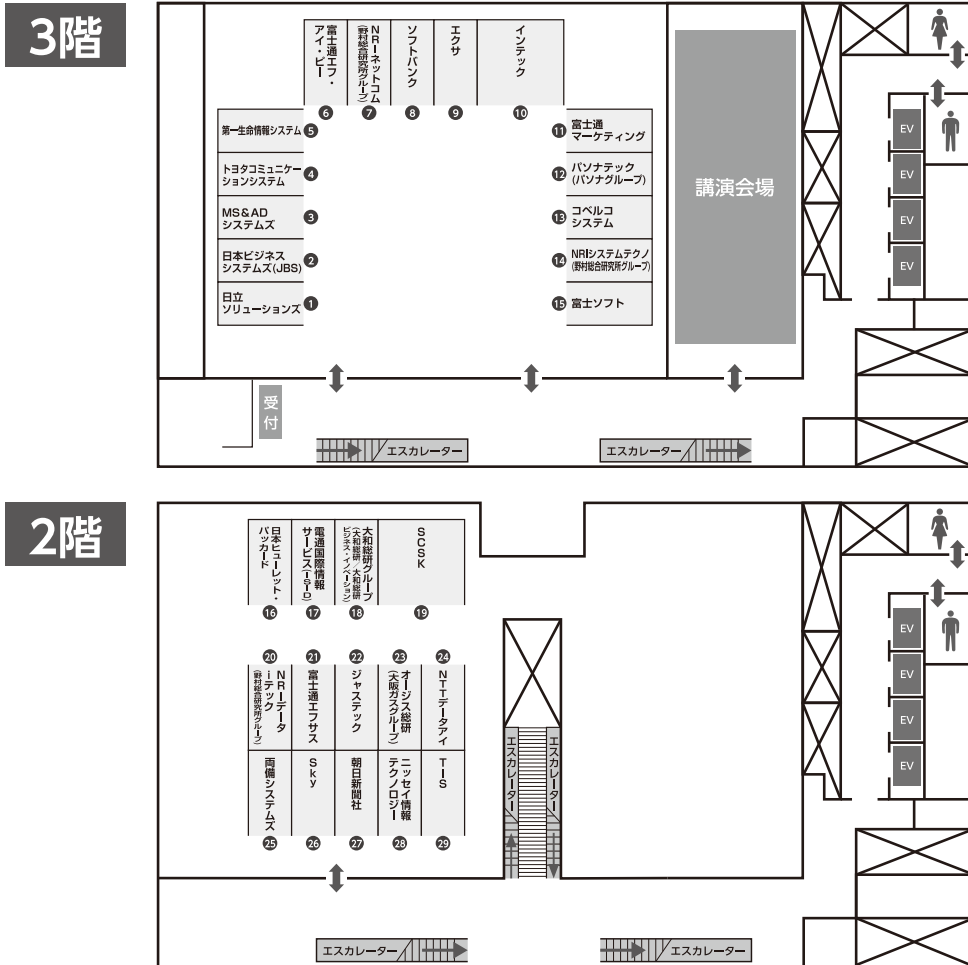 3階
富士通エフ・
アイ・ピー
6
NRIネットコム
(野村総合研究所グループ)
7
ソフトバンク
8
エクサ
9
インテック
10
第一生命情報システム
5
トヨタコミュニケー
ションシステム
4
MS&AD
システムズ
3
日本ビジネス
システムズ(JBS)
2
日立
ソリューションズ
1
11
富士通
マーケティング
12
パソナテック
(パソナグループ)
13
コベルコ
システム
14
NRIシステムテクノ
(野村総合研究所グループ)
15
富士ソフト
講演会場
EV
EV
EV
EV
受付
エスカレーター
エスカレーター
2階
日本ヒューレット・
パッカード
16
電通国際情報
サービス(ISID)
17
大和総研グループ
(大和総研/大和総研
ビジネス・イノベーション)
18
SCSK
19
20
NRIデータ
iテック
(野村総合研究所グループ)
21
富士通エフサス
22
ジャステック
23
オージス総研
(大阪ガスグループ)
24
NTTデータアイ
両備システムズ
25
Sky
26
朝日新聞社
27
ニッセイ情報
テクノロジー
28
TIS
29
エスカレーター
エスカレーター
EV
EV
EV
EV
エスカレーター
エスカレーター